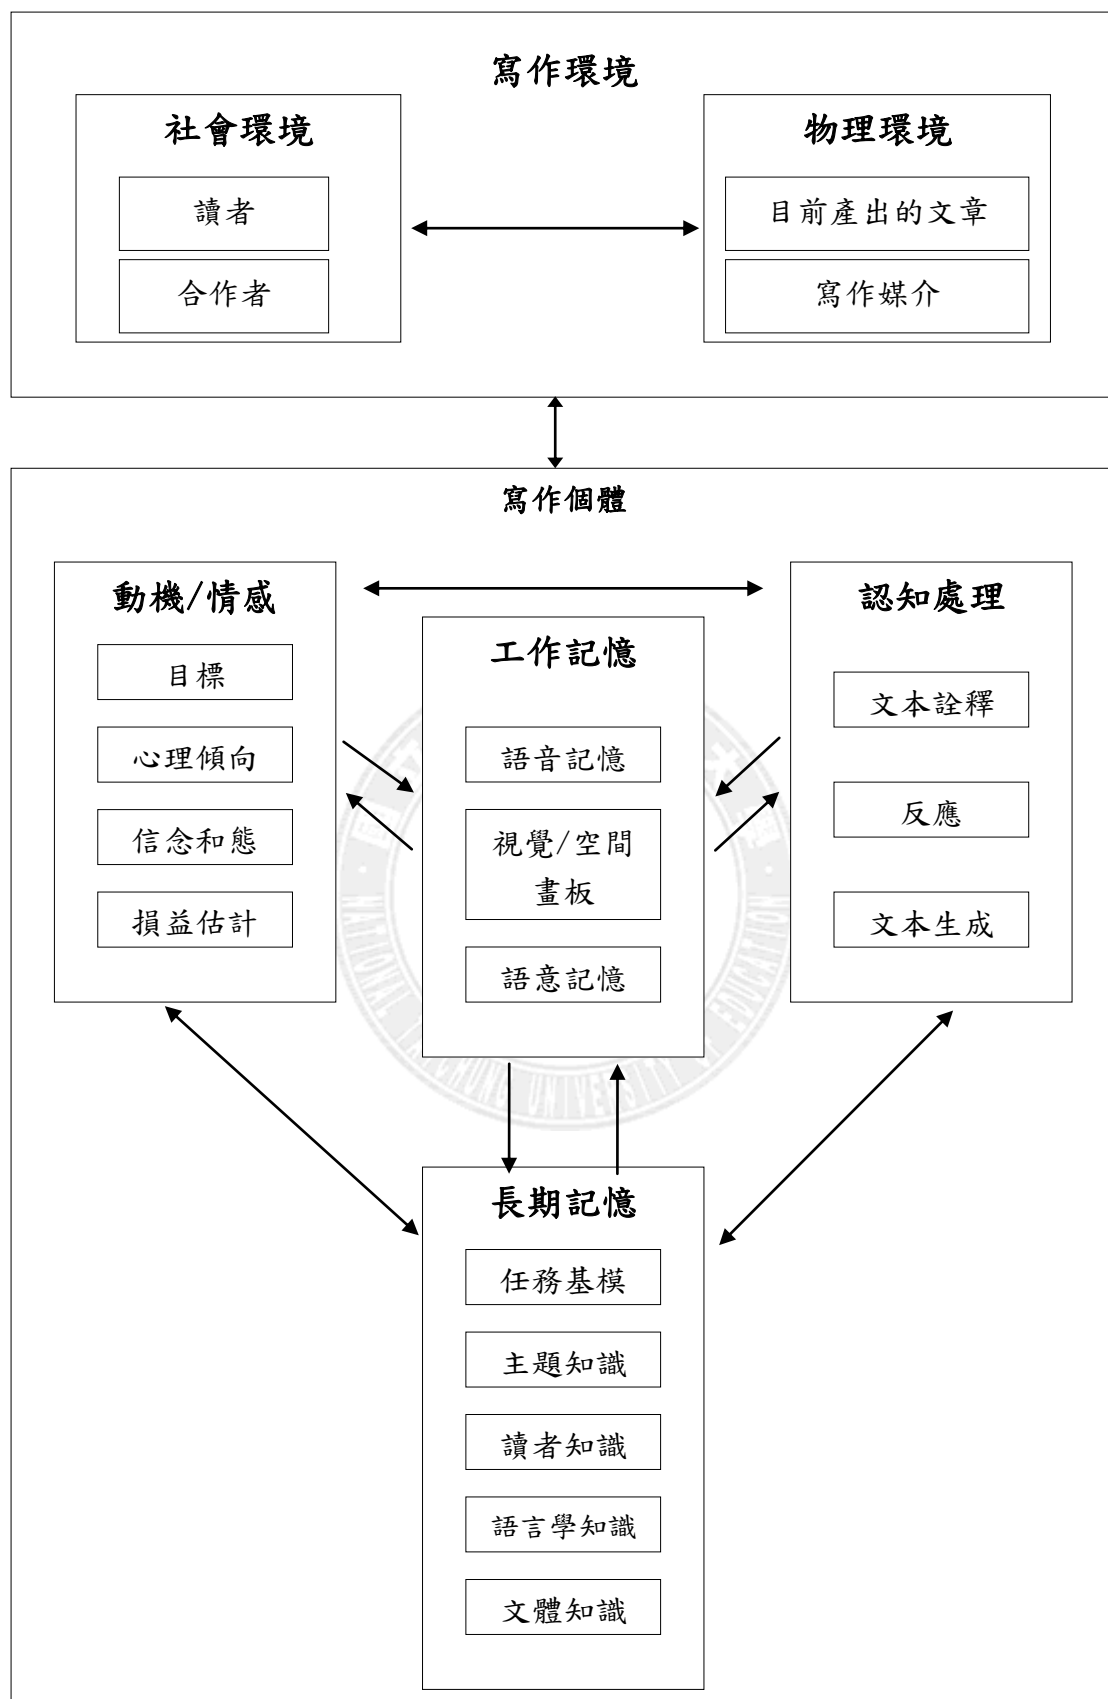 寫作環境
社會環境
讀者
合作者
物理環境
目前產出的文章
寫作媒介
寫作個體
動機/情感
目標
心理傾向
信念和態
損益估計
工作記憶
語音記憶
視覺/空間
畫板
語意記憶
認知處理
文本詮釋
反應
文本生成
長期記憶
任務基模
主題知識
讀者知識
語言學知識
文體知識
NATIONAL TAICHUNG UNIVERSITY OF EDUCATION